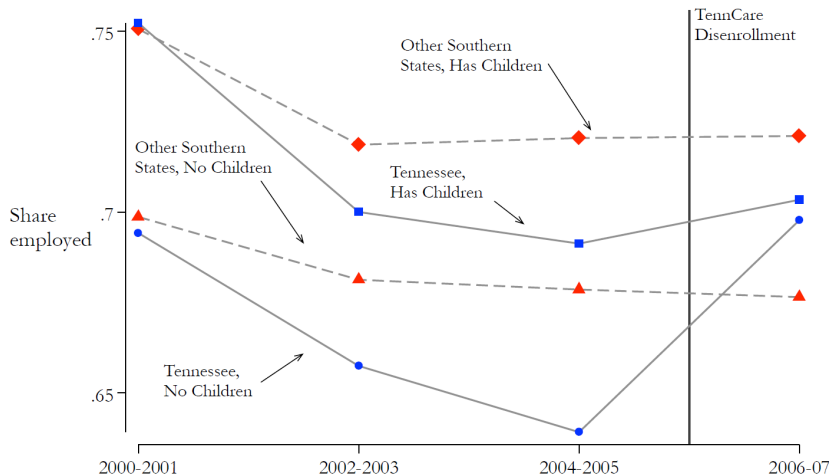 TennCare
Disenrollment
.75
Other Southern
States, Has Children
Other Southern
States, No Children
Tennessee,
Has Children
.7
Share
employed
Tennessee,
No Children
.65
2000-2001
2002-2003
2004-2005
2006-07